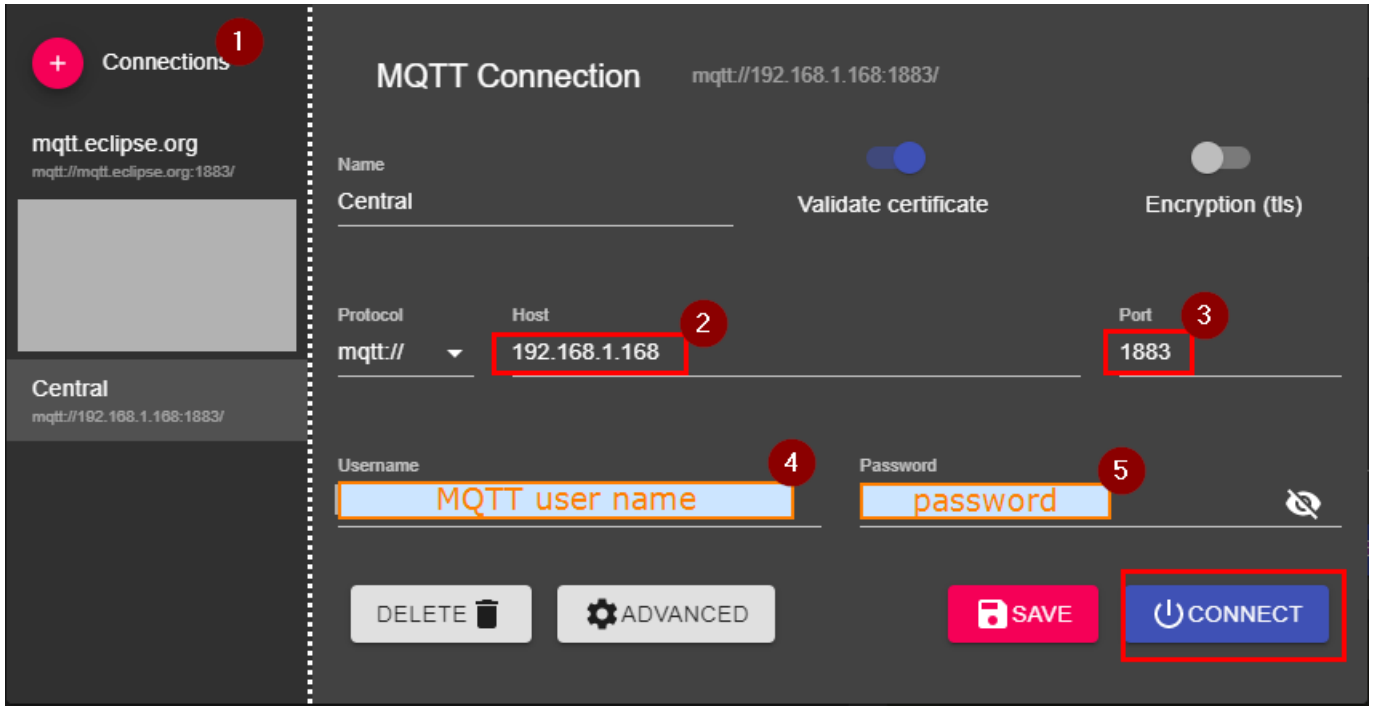 + Connections 1
mqtt.eclipse.org
mqtt://mqtt.eclipse.org:1883/
Central
mqtt://192.168.1.168:1883/
MQTT Connection mqtt://192.168.1.168:1883/
Name
Central
Validate certificate
Encryption (tls)
Protocol Host 2 Port 3
mqtt:// 192.168.1.168 1883
Username 4 Password 5
MQTT user name password
DELETE ADVANCED SAVE CONNECT